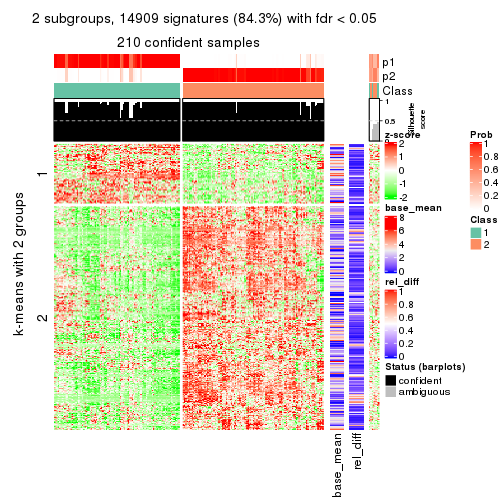 2 subgroups, 14909 signatures (84.3%) with fdr < 0.05
210 confident samples
p1
p2
Class
1
0.5
0
Silhouette
score
k-means with 2 groups
1
2
base_mean
rel_diff
z-score
2
1
0
-1
-2
base_mean
8
6
4
2
0
rel_diff
1
0.8
0.6
0.4
0.2
0
Status (barplots)
confident
ambiguous
Prob
1
0.8
0.6
0.4
0.2
0
Class
1
2